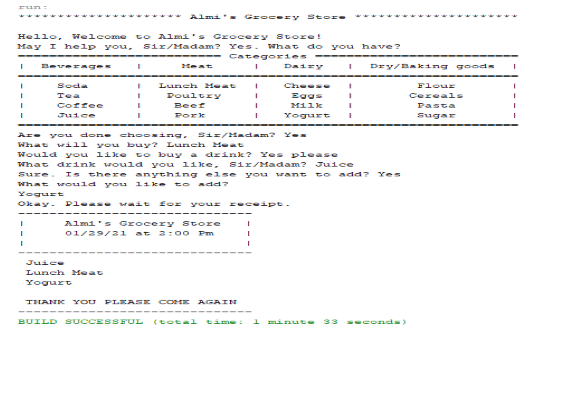 run:
******************** Almi's Grocery Store ********************
Hello, Welcome to Almi's Grocery Store!
May I help you, Sir/Madam? Yes. What do you have?
========================== Categories ==========================
| Beverages | Meat | Dairy | Dry/Baking goods |
| Soda | Lunch Meat | Cheese | Flour |
| Tea | Poultry | Eggs | Cereals |
| Coffee | Beef | Milk | Pasta |
| Juice | Pork | Yogurt | Sugar |
Are you done choosing, Sir/Madam? Yes
What will you buy? Lunch Meat
Would you like to buy a drink? Yes please
What drink would you like, Sir/Madam? Juice
Sure. Is there anything else you want to add? Yes
What would you like to add?
Yogurt
Okay. Please wait for your receipt.
------------------------------
| Almi's Grocery Store |
| 01/29/21 at 2:00 Pm |
| |
------------------------------
Juice
Lunch Meat
Yogurt
THANK YOU PLEASE COME AGAIN
------------------------------
BUILD SUCCESSFUL (total time: 1 minute 33 seconds)